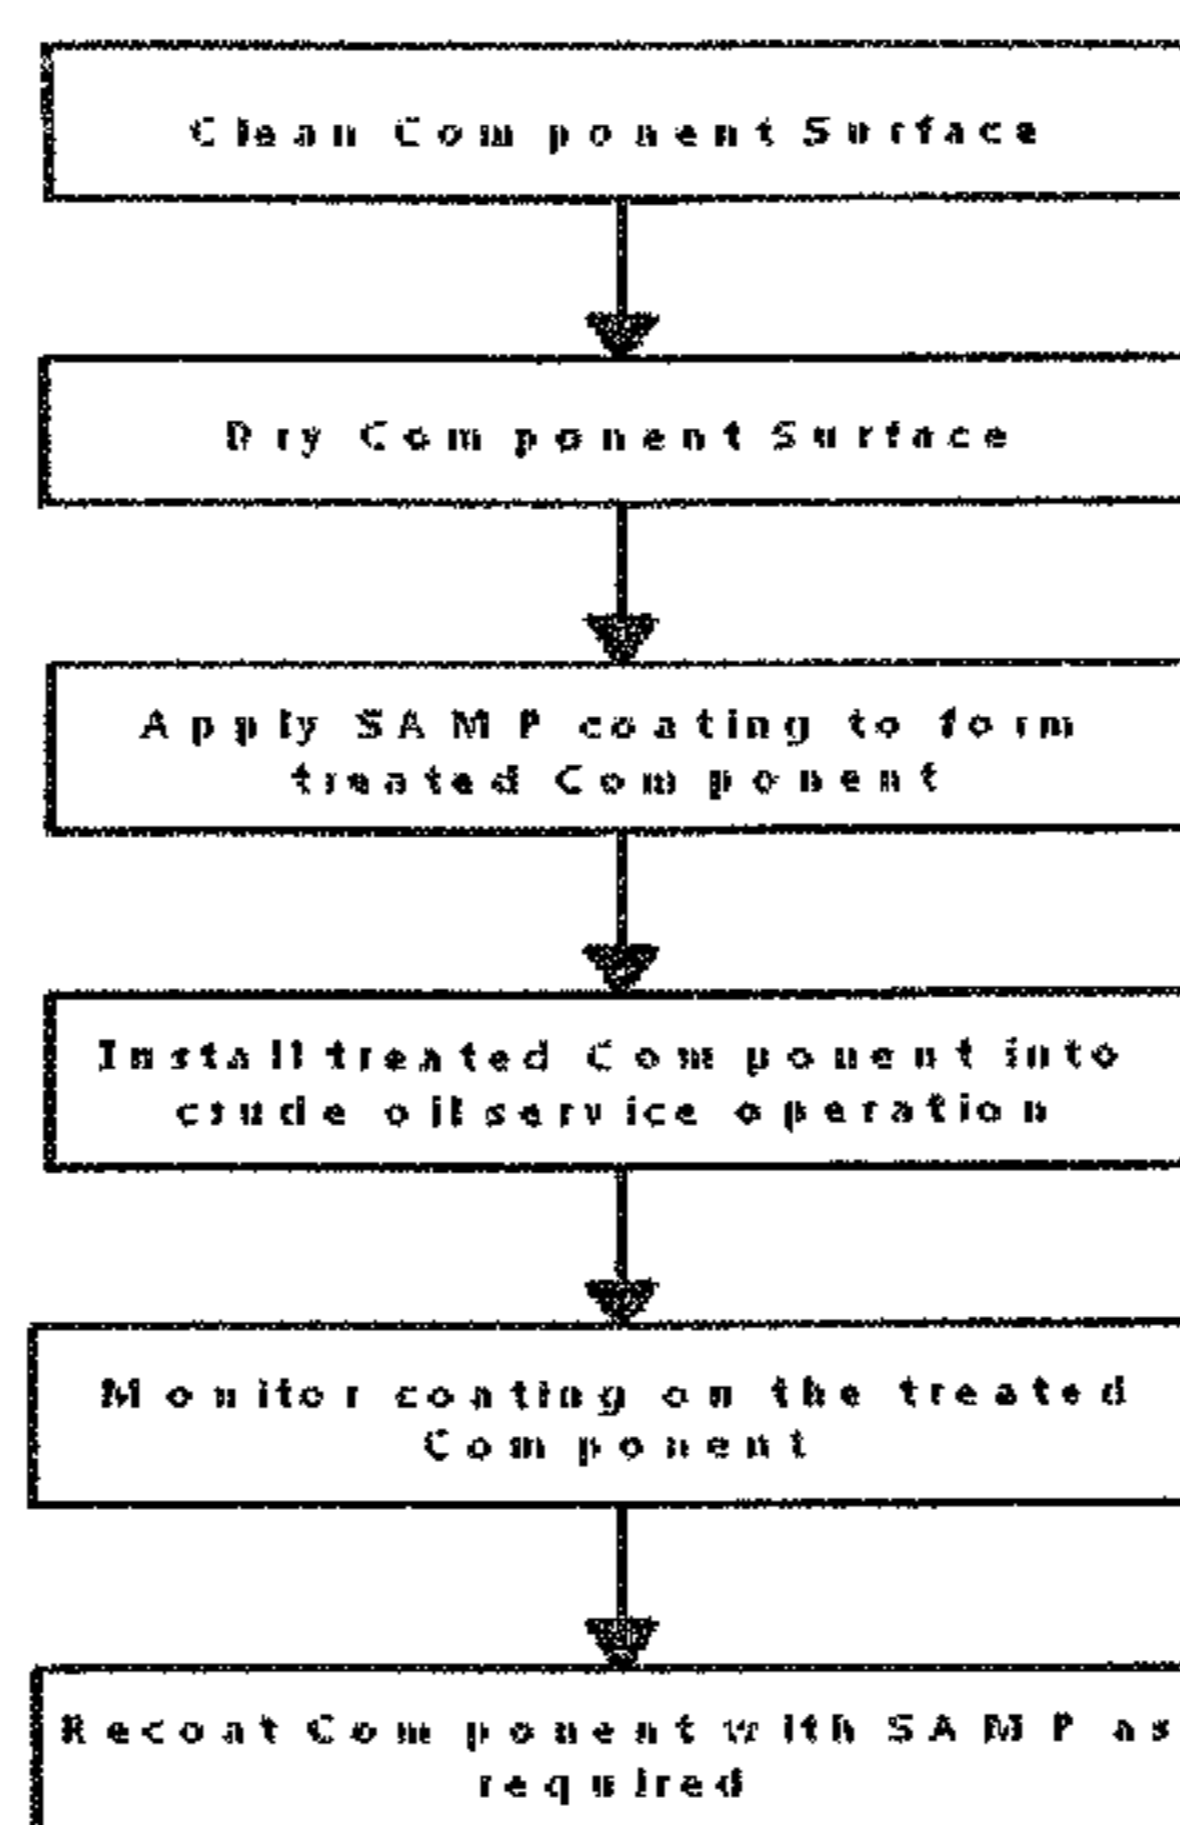 Clean Component Surface
Dry Component Surface
Apply SAMP coating to form
treated Component
Install treated Component into
crude oil service operation
Monitor coating on the treated
Component
Recoat Component with SAMP as
required